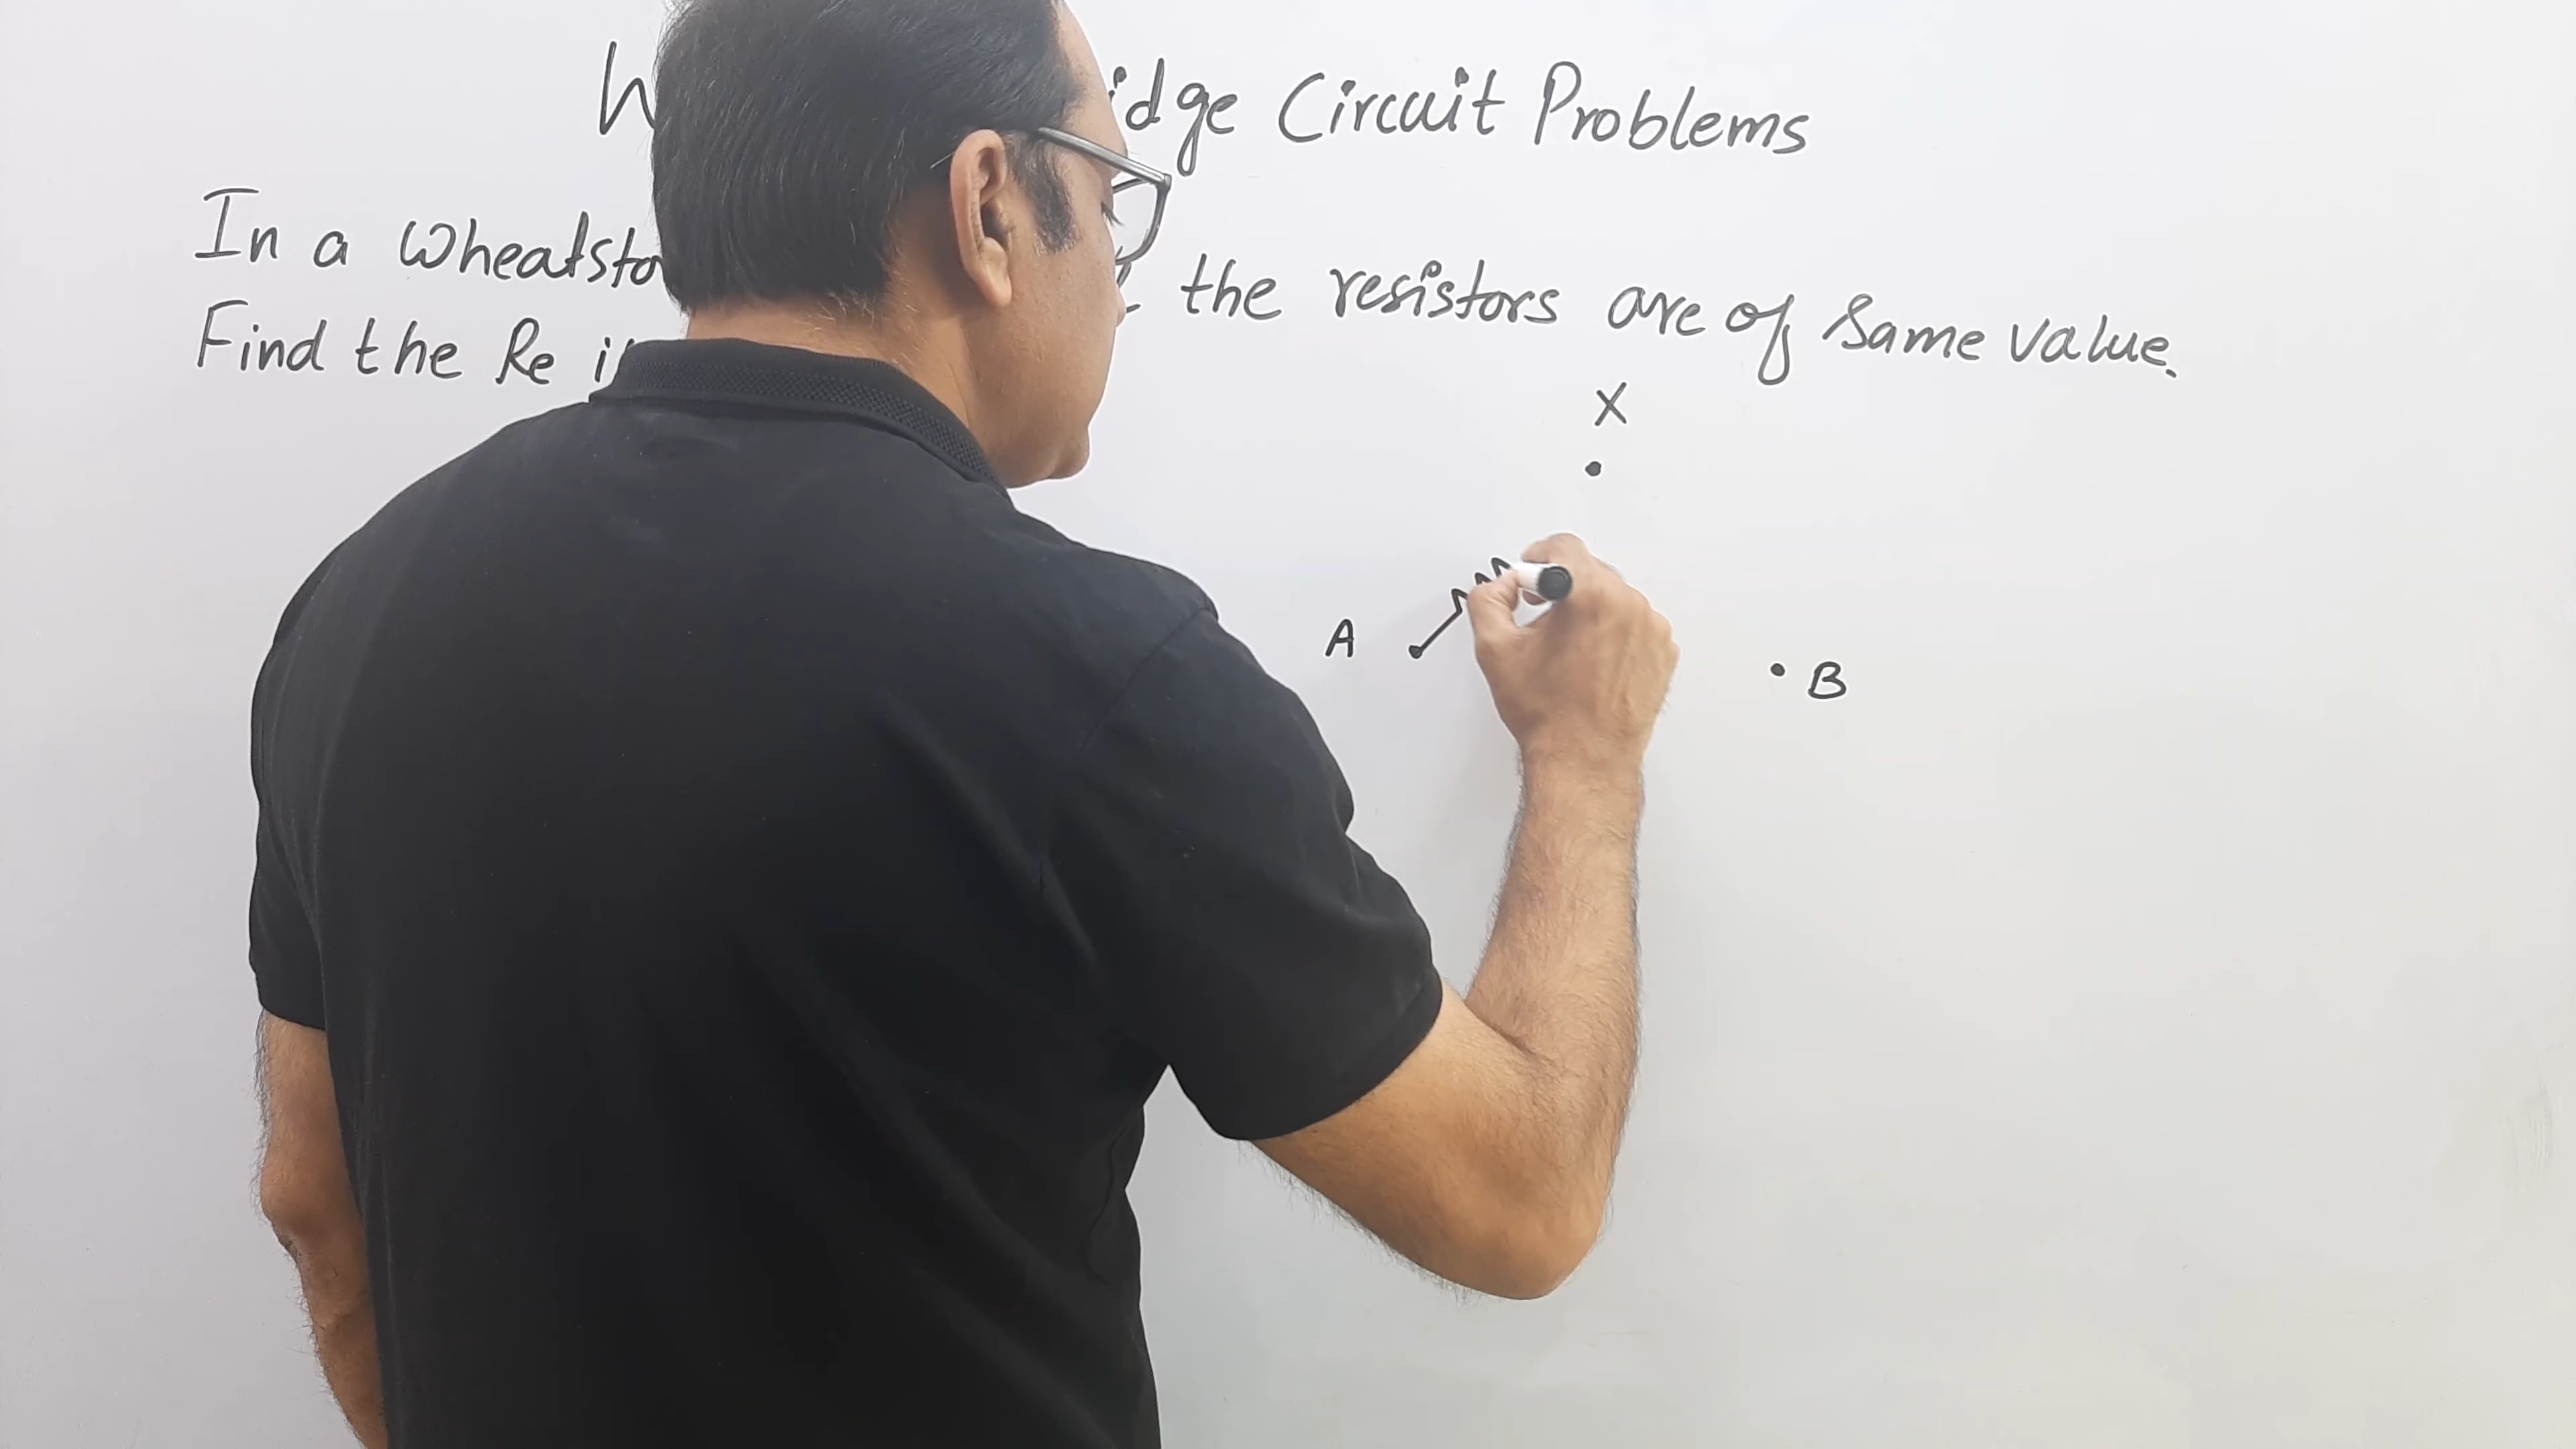 idge Circuit Problems
In a Wheatsto the resistors are of same value.
Find the Re
X
A
B